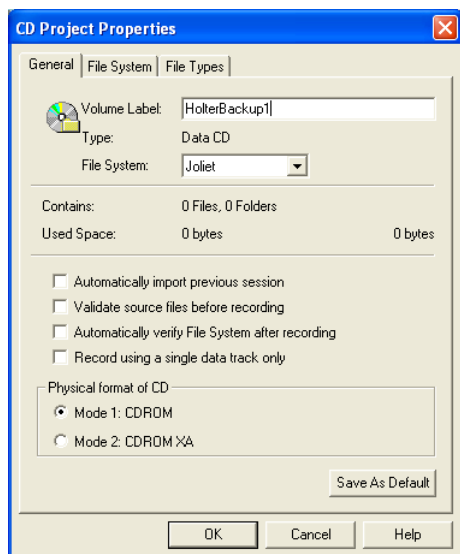 CD Project Properties
General File System File Types
Volume Label: HolterBackup1
Type: Data CD
File System: Joliet
Contains: 0 Files, 0 Folders
Used Space: 0 bytes 0 bytes
Automatically import previous session
Validate source files before recording
Automatically verify File System after recording
Record using a single data track only
Physical format of CD
Mode 1: CDROM
Mode 2: CDROM XA
Save As Default
OK Cancel Help